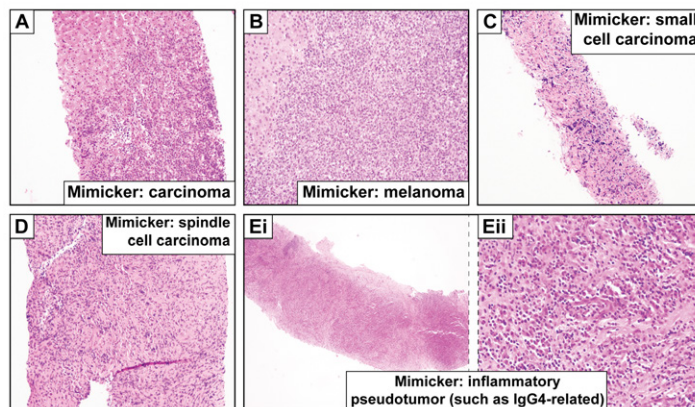 A
Mimicker: carcinoma
B
Mimicker: melanoma
C
Mimicker: small
cell carcinoma
D
Mimicker: spindle
cell carcinoma
Ei
Eii
Mimicker: inflammatory
pseudotumor (such as IgG4-related)